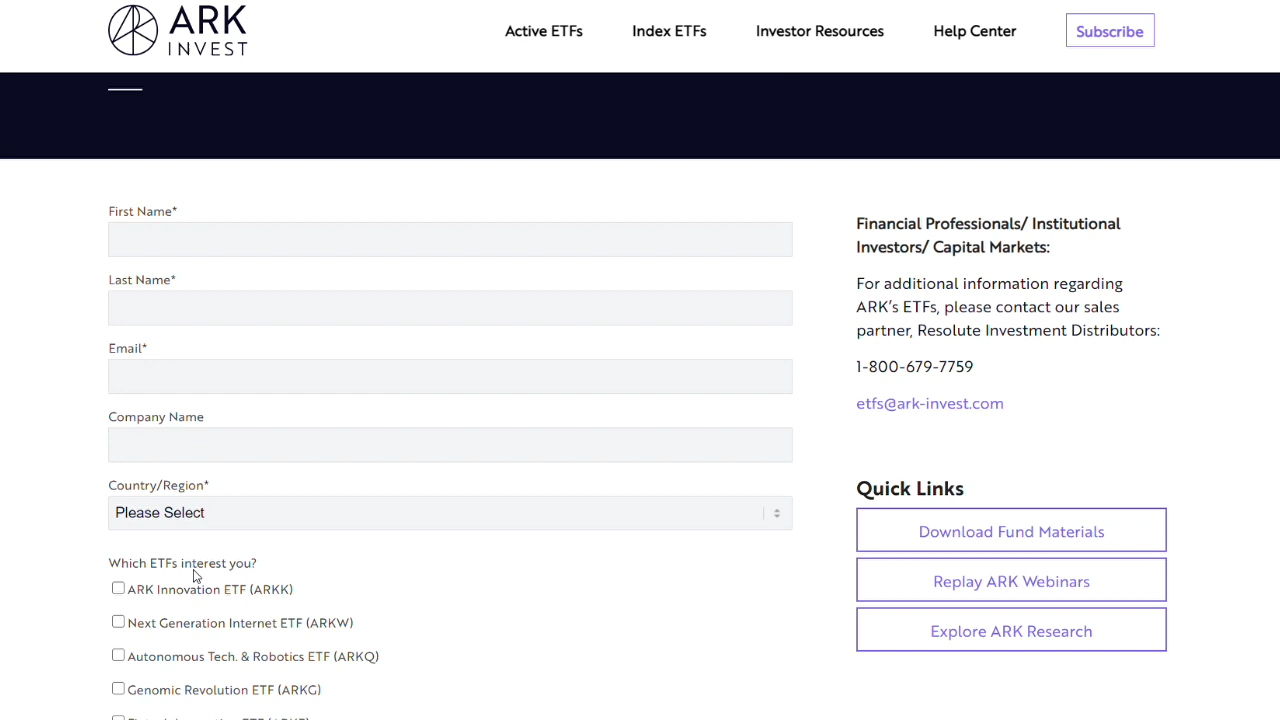 ARK
INVEST
Active ETFs
Index ETFs
Investor Resources
Help Center
Subscribe
First Name*
Last Name*
Email*
Company Name
Country/Region*
Please Select
Which ETFs interest you?
ARK Innovation ETF (ARKK)
Next Generation Internet ETF (ARKW)
Autonomous Tech. & Robotics ETF (ARKQ)
Genomic Revolution ETF (ARKG)
Financial Professionals/ Institutional
Investors/ Capital Markets:
For additional information regarding
ARK's ETFs, please contact our sales
partner, Resolute Investment Distributors:
1-800-679-7759
etfs@ark-invest.com
Quick Links
Download Fund Materials
Replay ARK Webinars
Explore ARK Research